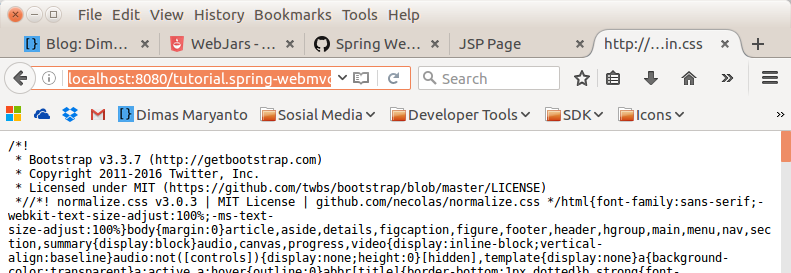 File Edit View History Bookmarks Tools Help
Blog: Dim... WebJars - ... Spring We... JSP Page http://...in.css
localhost:8080/tutorial.spring-webmvc Search
Dimas Maryanto Sosial Media Developer Tools SDK Icons
/*!
* Bootstrap v3.3.7 (http://getbootstrap.com)
* Copyright 2011-2016 Twitter, Inc.
* Licensed under MIT (https://github.com/twbs/bootstrap/blob/master/LICENSE)
*//*! normalize.css v3.0.3 | MIT License | github.com/necolas/normalize.css */html{font-family:sans-serif;-
webkit-text-size-adjust:100%;-ms-text-
size-adjust:100%}body{margin:0}article,aside,details,figcaption,figure,footer,header,hgroup,main,menu,nav,sec
tion,summary{display:block}audio,canvas,progress,video{display:inline-block;vertical-
align:baseline}audio:not([controls]){display:none;height:0}[hidden],template{display:none}a{background-
color:transparent}a:active,a:hover{outline:0}abbr[title]{border-bottom:1px dotted}b,strong{font-